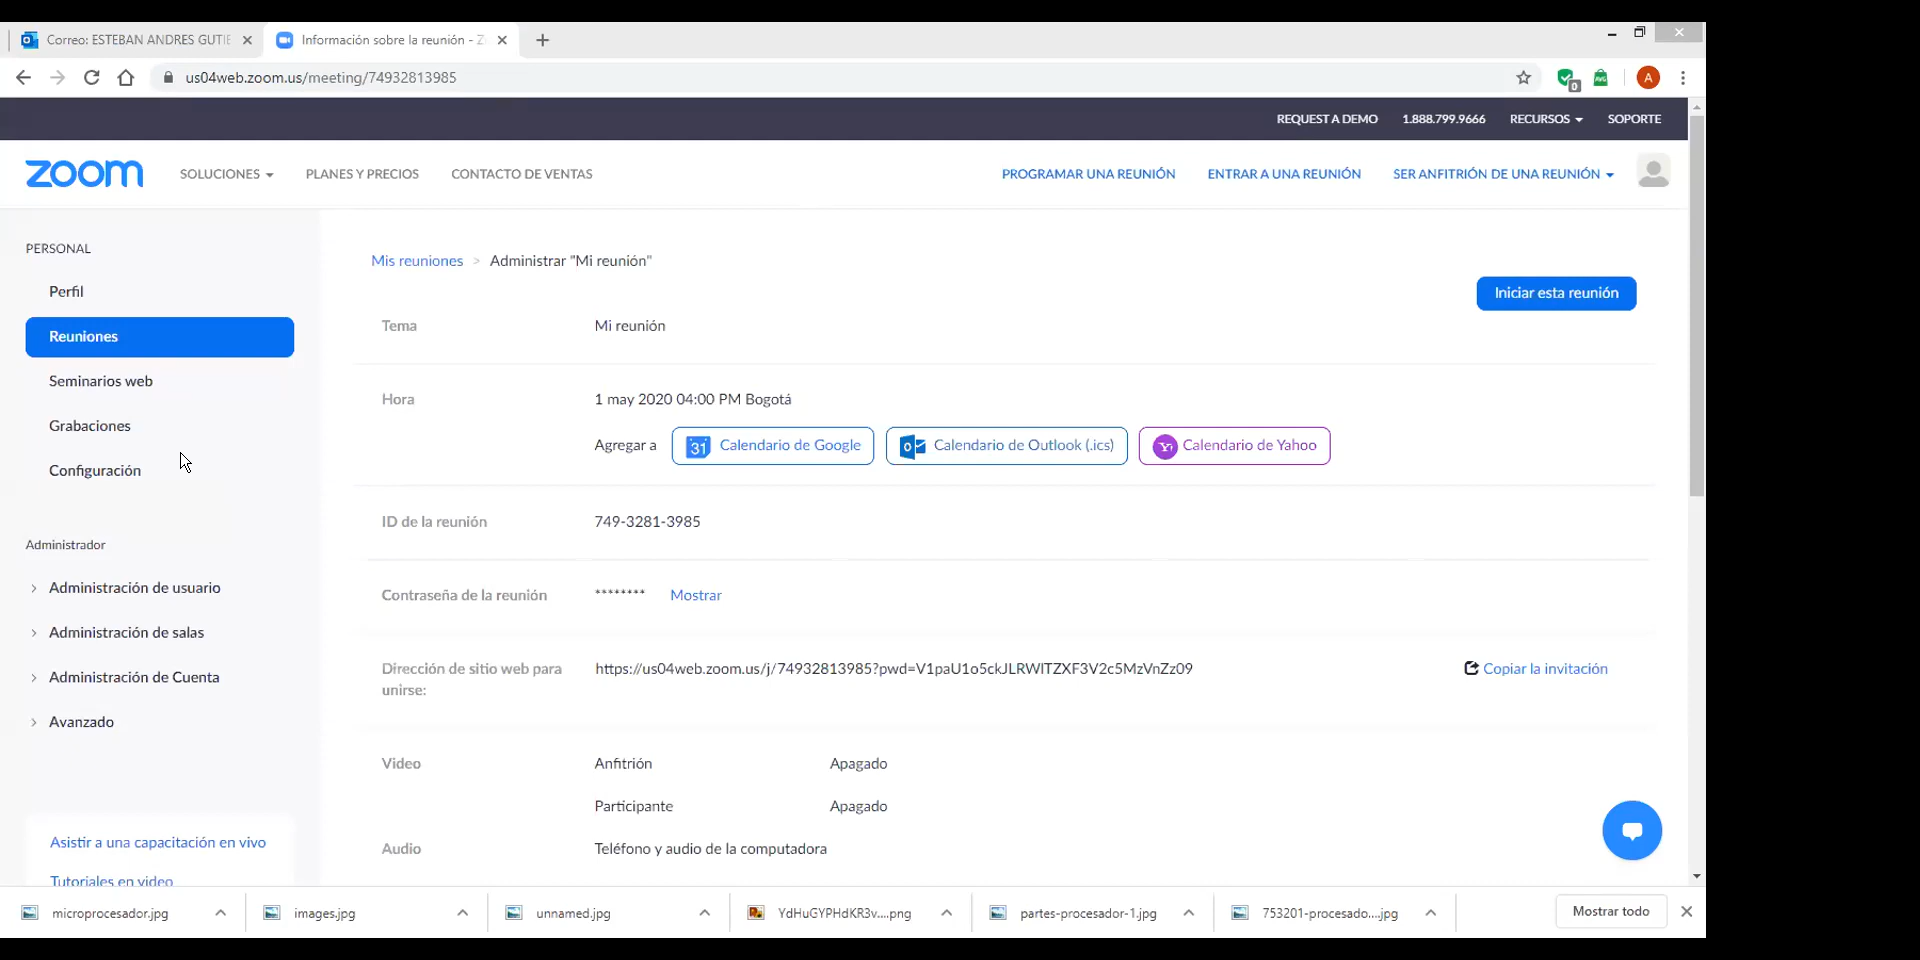 Correo: ESTEBAN ANDRES GUTIE
Información sobre la reunión - Z
us04web.zoom.us/meeting/74932813985
0
A
REQUEST A DEMO 1.888.799.9666 RECURSOS SOPORTE
zoom SOLUCIONES PLANES Y PRECIOS CONTACTO DE VENTAS PROGRAMAR UNA REUNIÓN ENTRAR A UNA REUNIÓN SER ANFITRIÓN DE UNA REUNIÓN
PERSONAL
Perfil
Reuniones
Seminarios web
Grabaciones
Configuración
Administrador
Administración de usuario
Administración de salas
Administración de Cuenta
Avanzado
Asistir a una capacitación en vivo
Tutoriales en video
Mis reuniones > Administrar "Mi reunión"
Iniciar esta reunión
Tema Mi reunión
Hora 1 may 2020 04:00 PM Bogotá
Agregar a 31 Calendario de Google Calendario de Outlook (.ics) Calendario de Yahoo
ID de la reunión 749-3281-3985
Contraseña de la reunión ******** Mostrar
Dirección de sitio web para unirse: https://us04web.zoom.us/j/74932813985?pwd=V1paU1o5ckJLRWlTZXF3V2c5MzVnZz09 Copiar la invitación
Video Anfitrión Apagado
Participante Apagado
Audio Teléfono y audio de la computadora
microprocesador.jpg images.jpg unnamed.jpg YdHuGYPHdKR3v....png partes-procesador-1.jpg 753201-procesado....jpg Mostrar todo